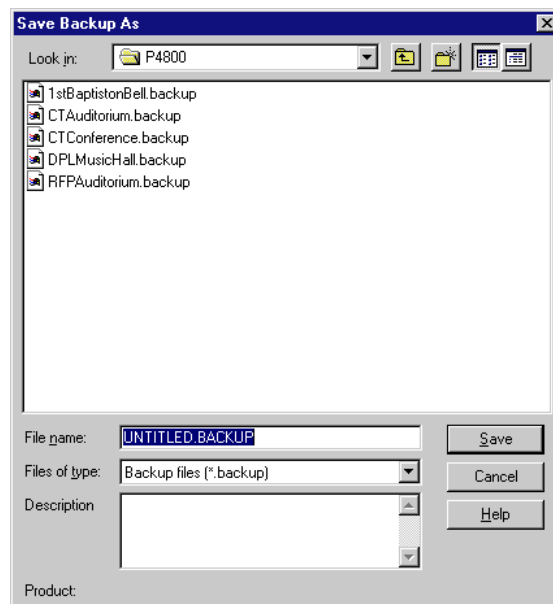 Save Backup As
Look in: P4800
1stBaptistonBell.backup
CTAuditorium.backup
CTConference.backup
DPLMusicHall.backup
RFPAuditorium.backup
File name: UNTITLED.BACKUP Save
Files of type: Backup files (*.backup) Cancel
Description Help
Product: